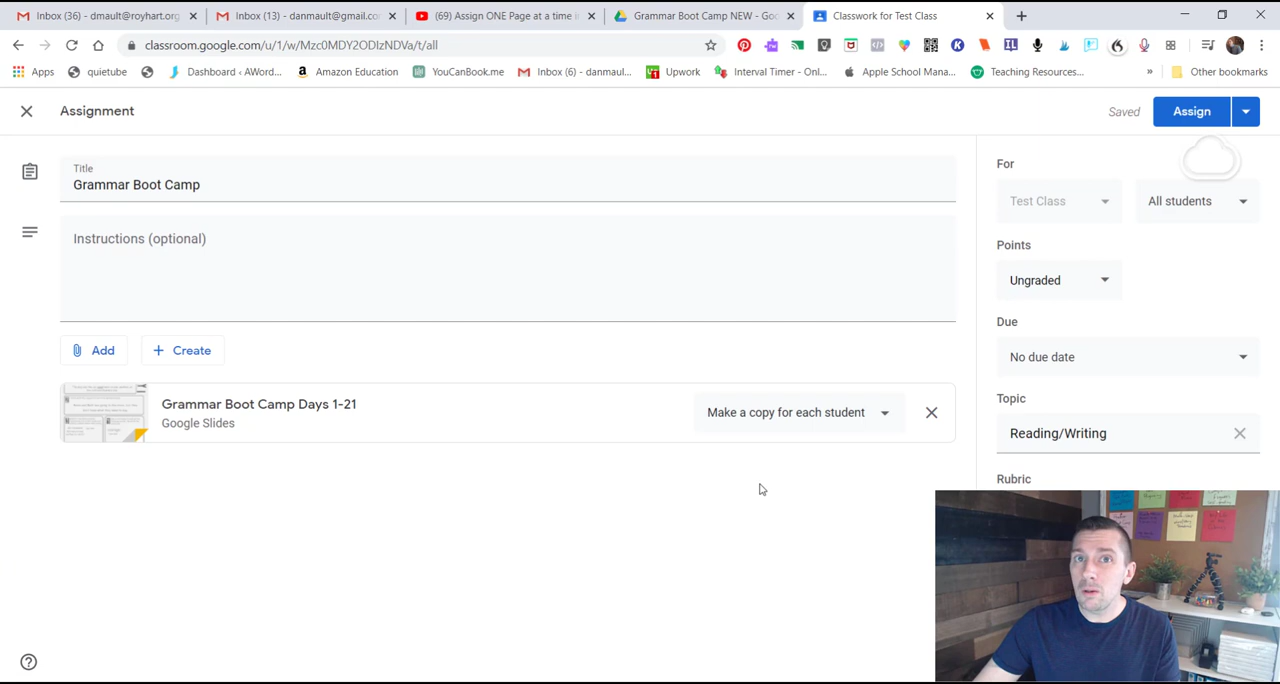 Inbox (36) - dmault@royhart.org
Inbox (13) - danmault@gmail.co
(69) Assign ONE Page at a time i
Grammar Boot Camp NEW - Goo
Classwork for Test Class
classroom.google.com/u/1/w/Mzc0MDY2ODIzNDVa/t/all
Apps
quietube
Dashboard ‹ AWord...
Amazon Education
YouCanBook.me
Inbox (6) - danmaul...
Upwork
Interval Timer - Onl...
Apple School Mana...
Teaching Resources...
»
Other bookmarks
Assignment
Saved
Assign
Title
Grammar Boot Camp
Instructions (optional)
Add
Create
Grammar Boot Camp Days 1-21
Google Slides
Make a copy for each student
For
Test Class
All students
Points
Ungraded
Due
No due date
Topic
Reading/Writing
Rubric